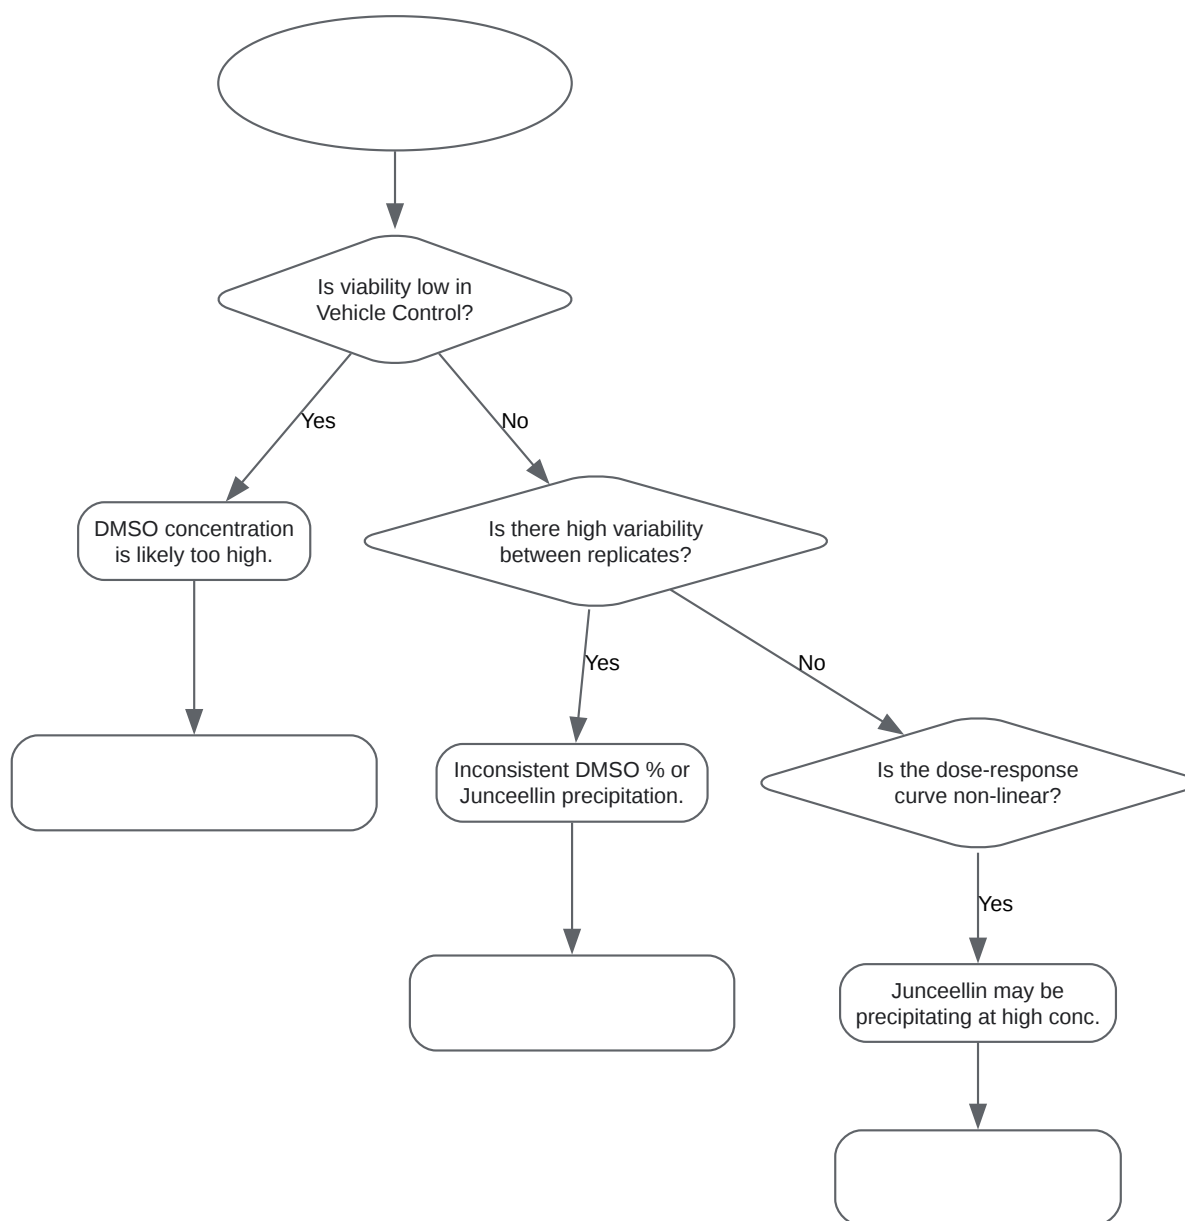 Is viability low in
Vehicle Control?
Yes
No
DMSO concentration
is likely too high.
Is there high variability
between replicates?
Yes
No
Inconsistent DMSO % or
Junceellin precipitation.
Is the dose-response
curve non-linear?
Yes
Junceellin may be
precipitating at high conc.